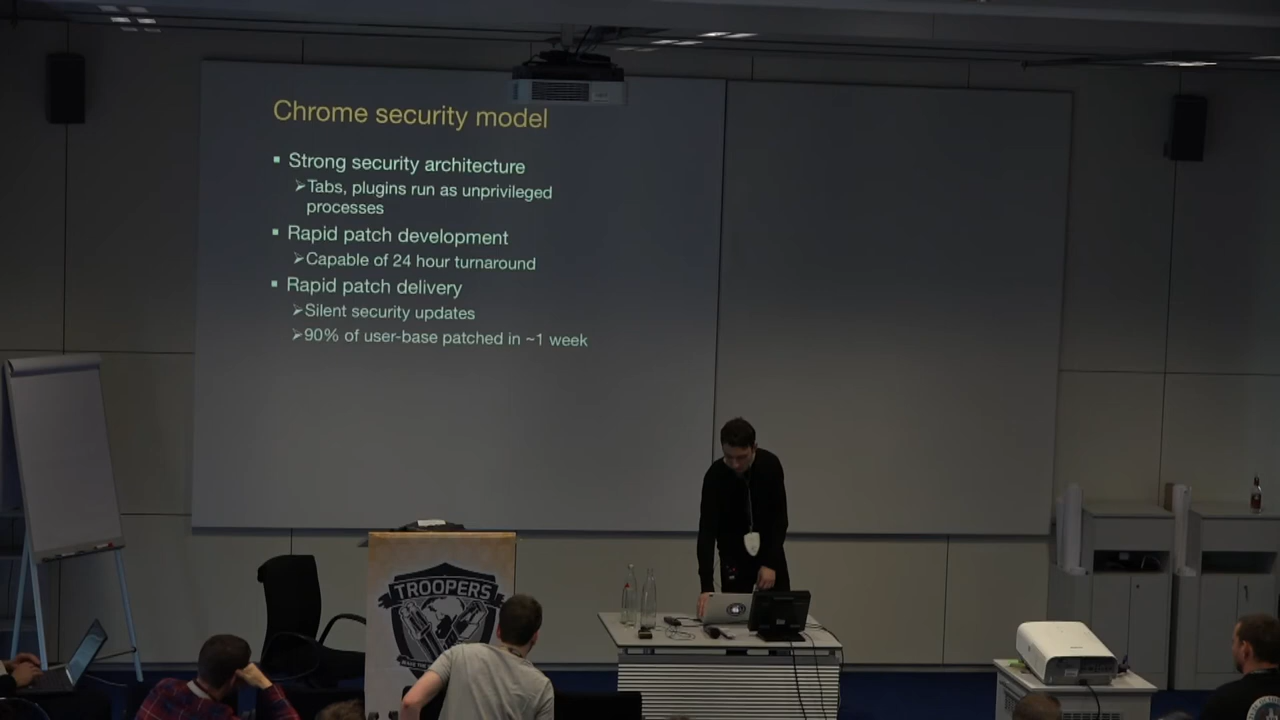 Chrome security model
▪ Strong security architecture
➢Tabs, plugins run as unprivileged
processes
▪ Rapid patch development
➢Capable of 24 hour turnaround
▪ Rapid patch delivery
➢Silent security updates
➢90% of user-base patched in ~1 week
TROOPERS